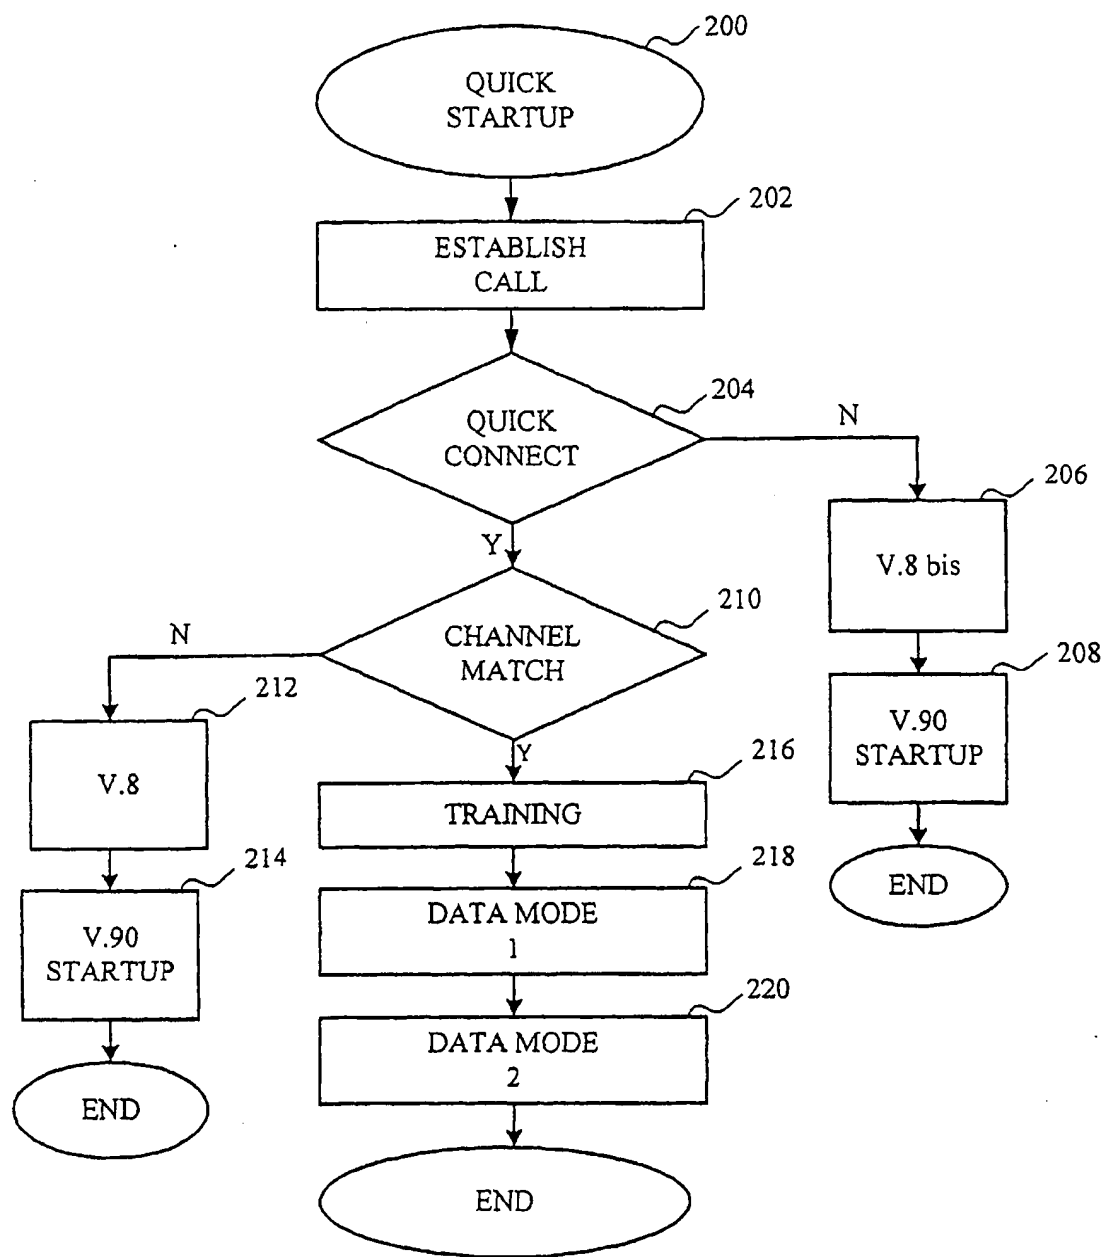 200
QUICK
STARTUP
202
ESTABLISH
CALL
204
QUICK
CONNECT
N
206
V.8 bis
Y
210
CHANNEL
MATCH
N
208
V.90
STARTUP
212
V.8
Y
216
TRAINING
END
214
V.90
STARTUP
218
DATA MODE
1
220
DATA MODE
2
END
END